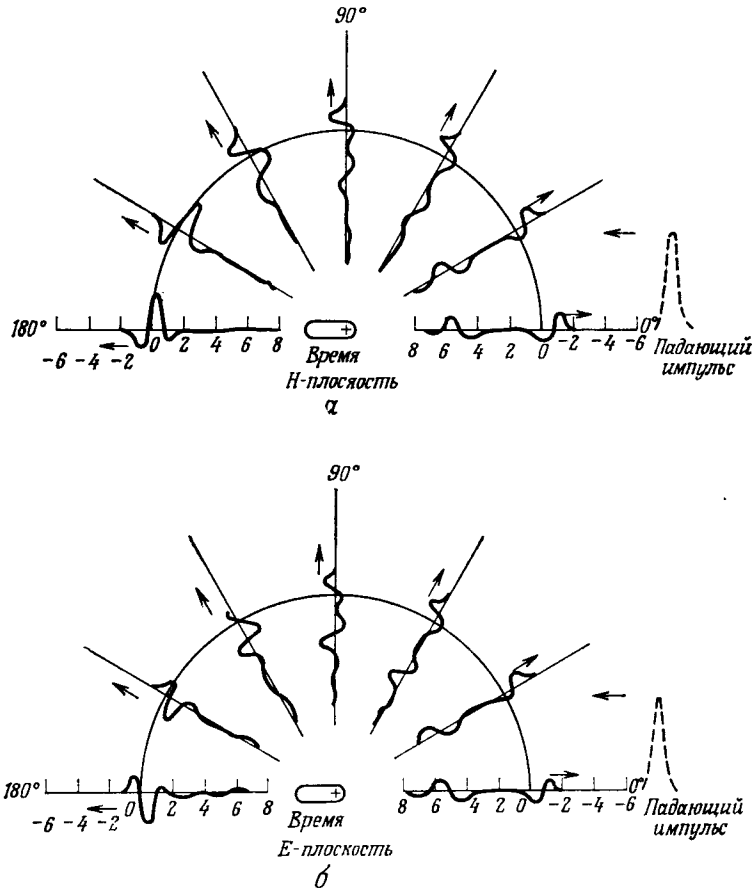 90°
180°
-6 -4 -2 0 2 4 6 8
8 6 4 2 0 -2 -4 -6
0°
Время
Н-плосяость
а
Падающий
импульс
90°
180°
-6 -4 -2 0 2 4 6 8
8 6 4 2 0 -2 -4 -6
0°
Время
Е-плоскость
б
Падающий
импульс